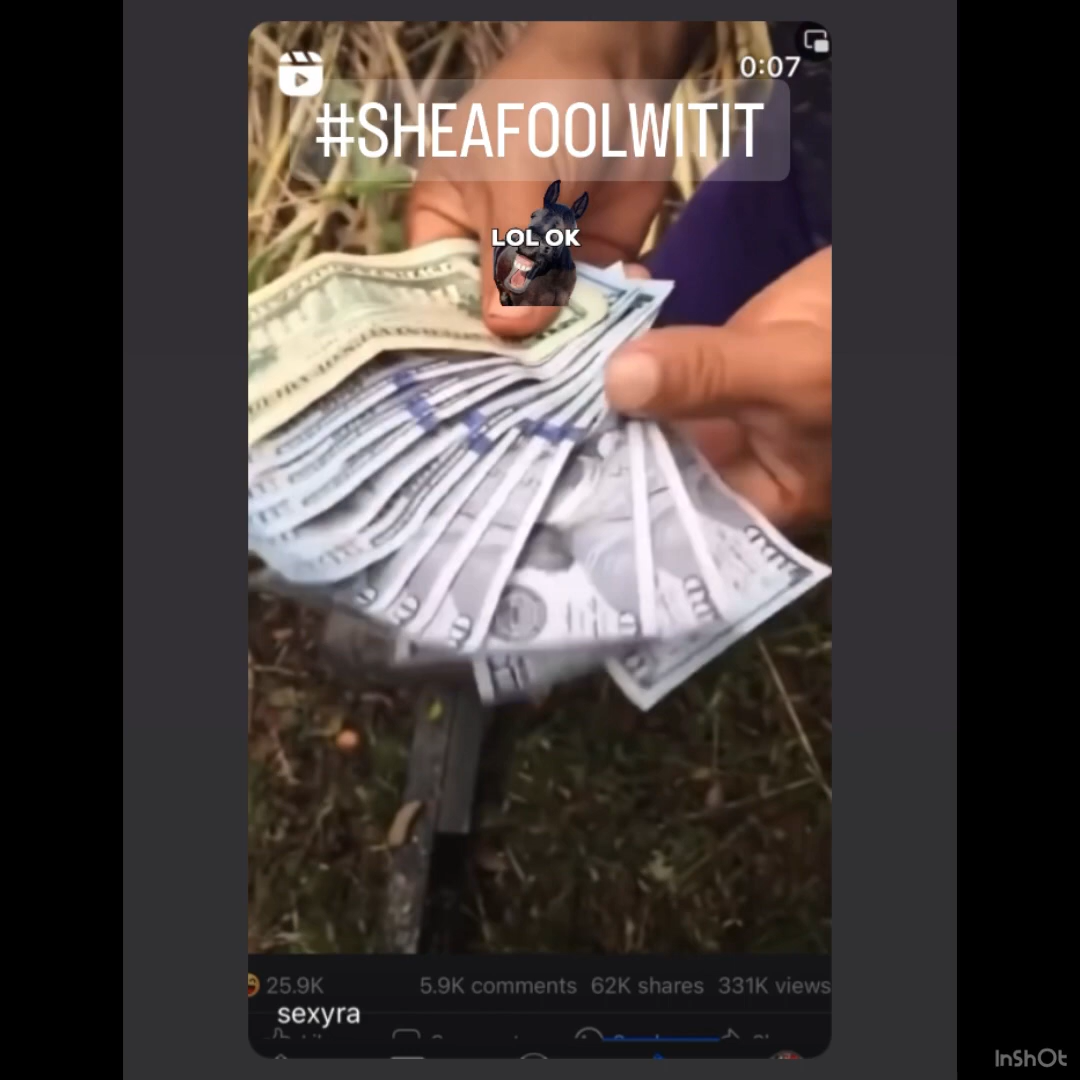 0:07
#SHEAFOOLWITIT
LOL OK
25.9K 5.9K comments 62K shares 331K views
sexyra
InShOt